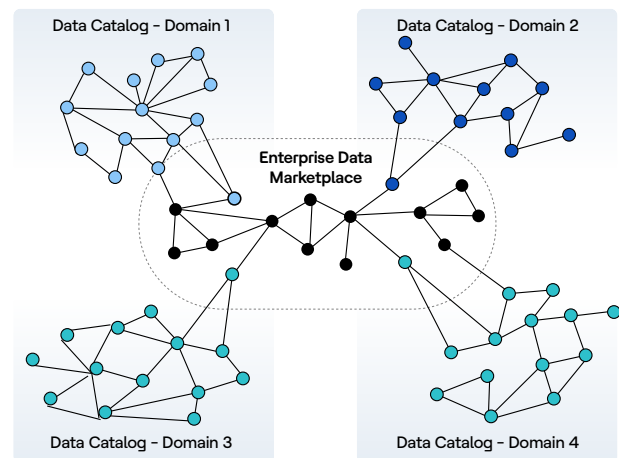 Data Catalog – Domain 1
Data Catalog – Domain 2
Enterprise Data
Marketplace
Data Catalog – Domain 3
Data Catalog – Domain 4